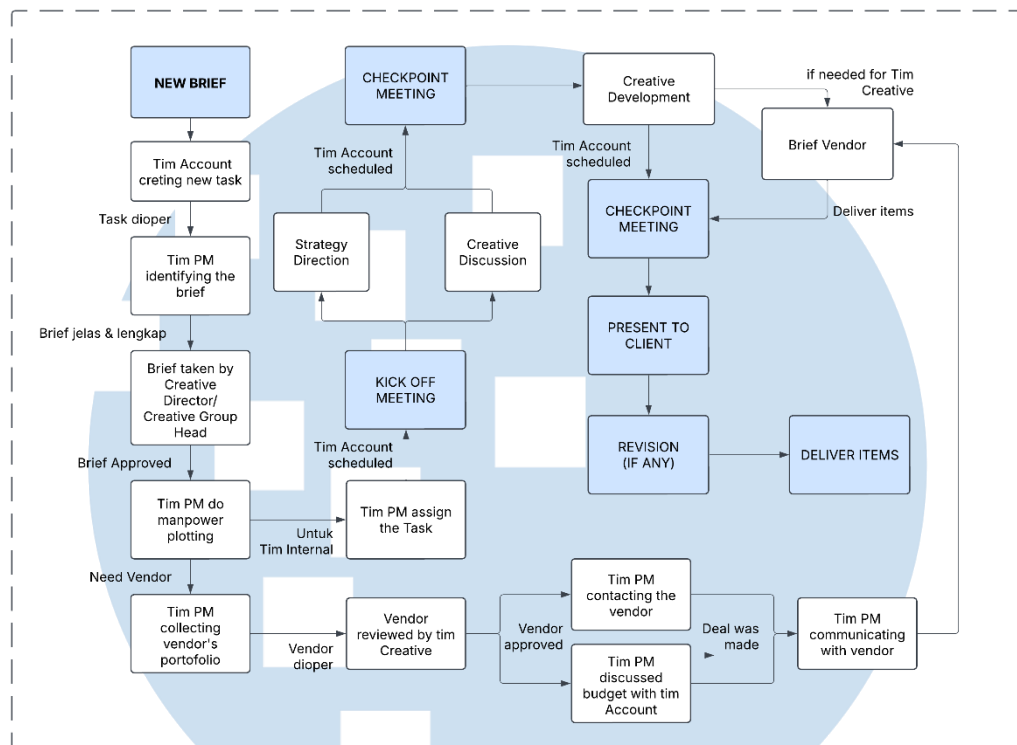 NEW BRIEF
Tim Account
creting new task
Task dioper
Tim PM
identifying the
brief
Brief jelas & lengkap
Brief taken by
Creative
Director/
Creative Group
Head
Brief Approved
Tim PM do
manpower
plotting
Untuk
Tim Internal
Tim PM assign
the Task
Need Vendor
Tim PM
collecting
vendor's
portofolio
Vendor
dioper
Vendor
reviewed by tim
Creative
Vendor
approved
Tim PM
contacting the
vendor
Tim PM
discussed
budget with tim
Account
Deal was
made
Tim PM
communicating
with vendor
Tim Account
scheduled
KICK OFF
MEETING
Strategy
Direction
Creative
Discussion
Tim Account
scheduled
CHECKPOINT
MEETING
Creative
Development
if needed for Tim
Creative
Brief Vendor
Deliver items
Tim Account
scheduled
CHECKPOINT
MEETING
PRESENT TO
CLIENT
REVISION
(IF ANY)
DELIVER ITEMS